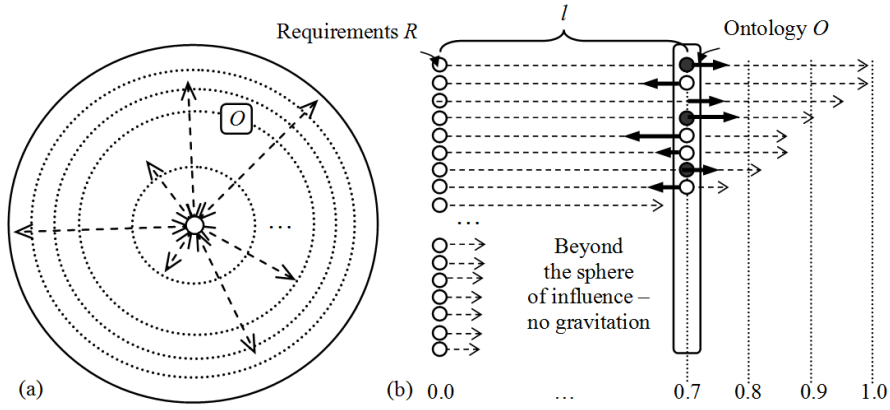 Requirements R
l
Ontology O
O
...
...
Beyond
the
sphere
of influence –
no gravitation
(a)
(b)
0.0
...
0.7
0.8
0.9
1.0